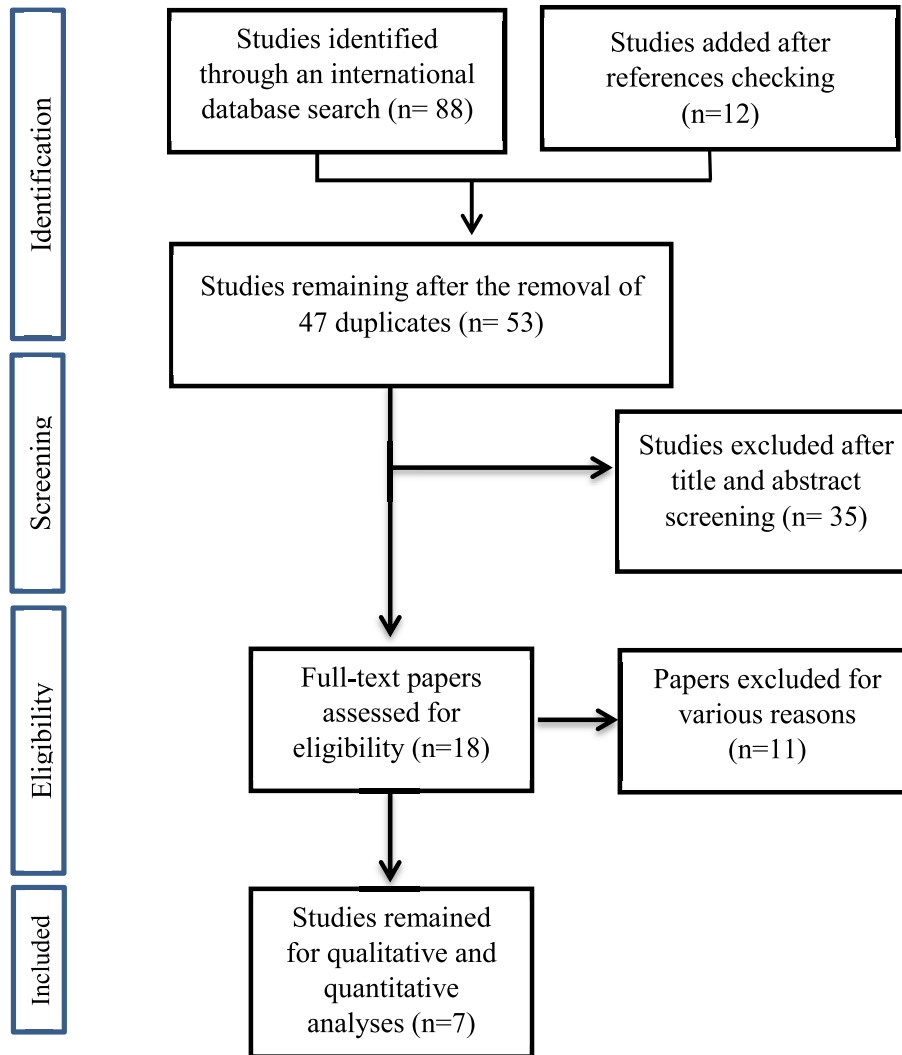 Identification
Studies identified
through an international
database search (n= 88)
Studies added after
references checking
(n=12)
Studies remaining after the removal of
47 duplicates (n= 53)
Screening
Studies excluded after
title and abstract
screening (n= 35)
Eligibility
Full-text papers
assessed for
eligibility (n=18)
Papers excluded for
various reasons
(n=11)
Included
Studies remained
for qualitative and
quantitative
analyses (n=7)